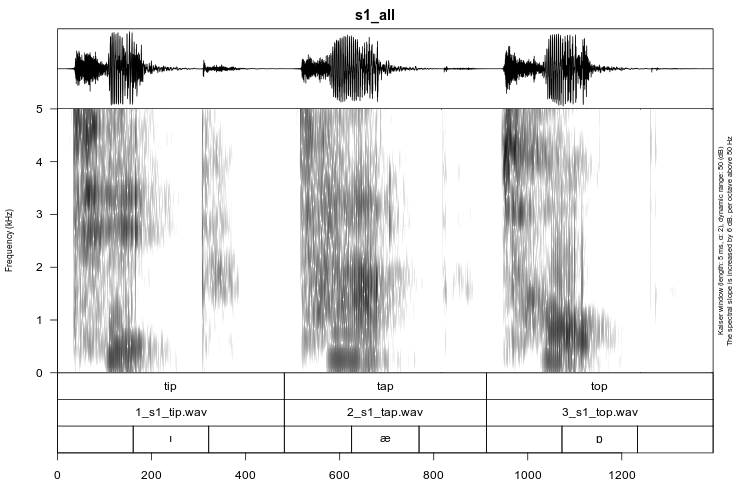 s1_all
5
4
3
2
1
0
Frequency (kHz)
Kaiser window (length: 5 ms, α: 2), dynamic range: 50 (dB)
The spectral slope is increased by 6 dB. per octave above 50 Hz
tip tap top
1_s1_tip.wav 2_s1_tap.wav 3_s1_top.wav
ɪ æ ɒ
0 200 400 600 800 1000 1200